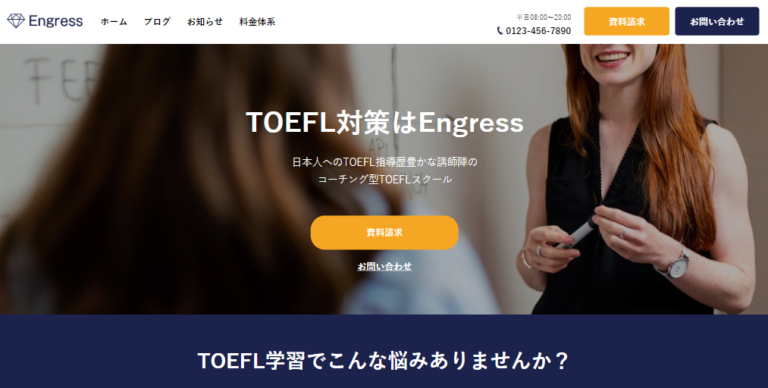 Engress
ホーム
ブログ
お知らせ
料金体系
平日08:00〜20:00
0123-456-7890
資料請求
お問い合わせ
FEE
TOEFL対策はEngress
日本人へのTOEFL指導歴豊かな講師陣の
コーチング型TOEFLスクール
資料請求
お問い合わせ
TOEFL学習でこんな悩みありませんか？